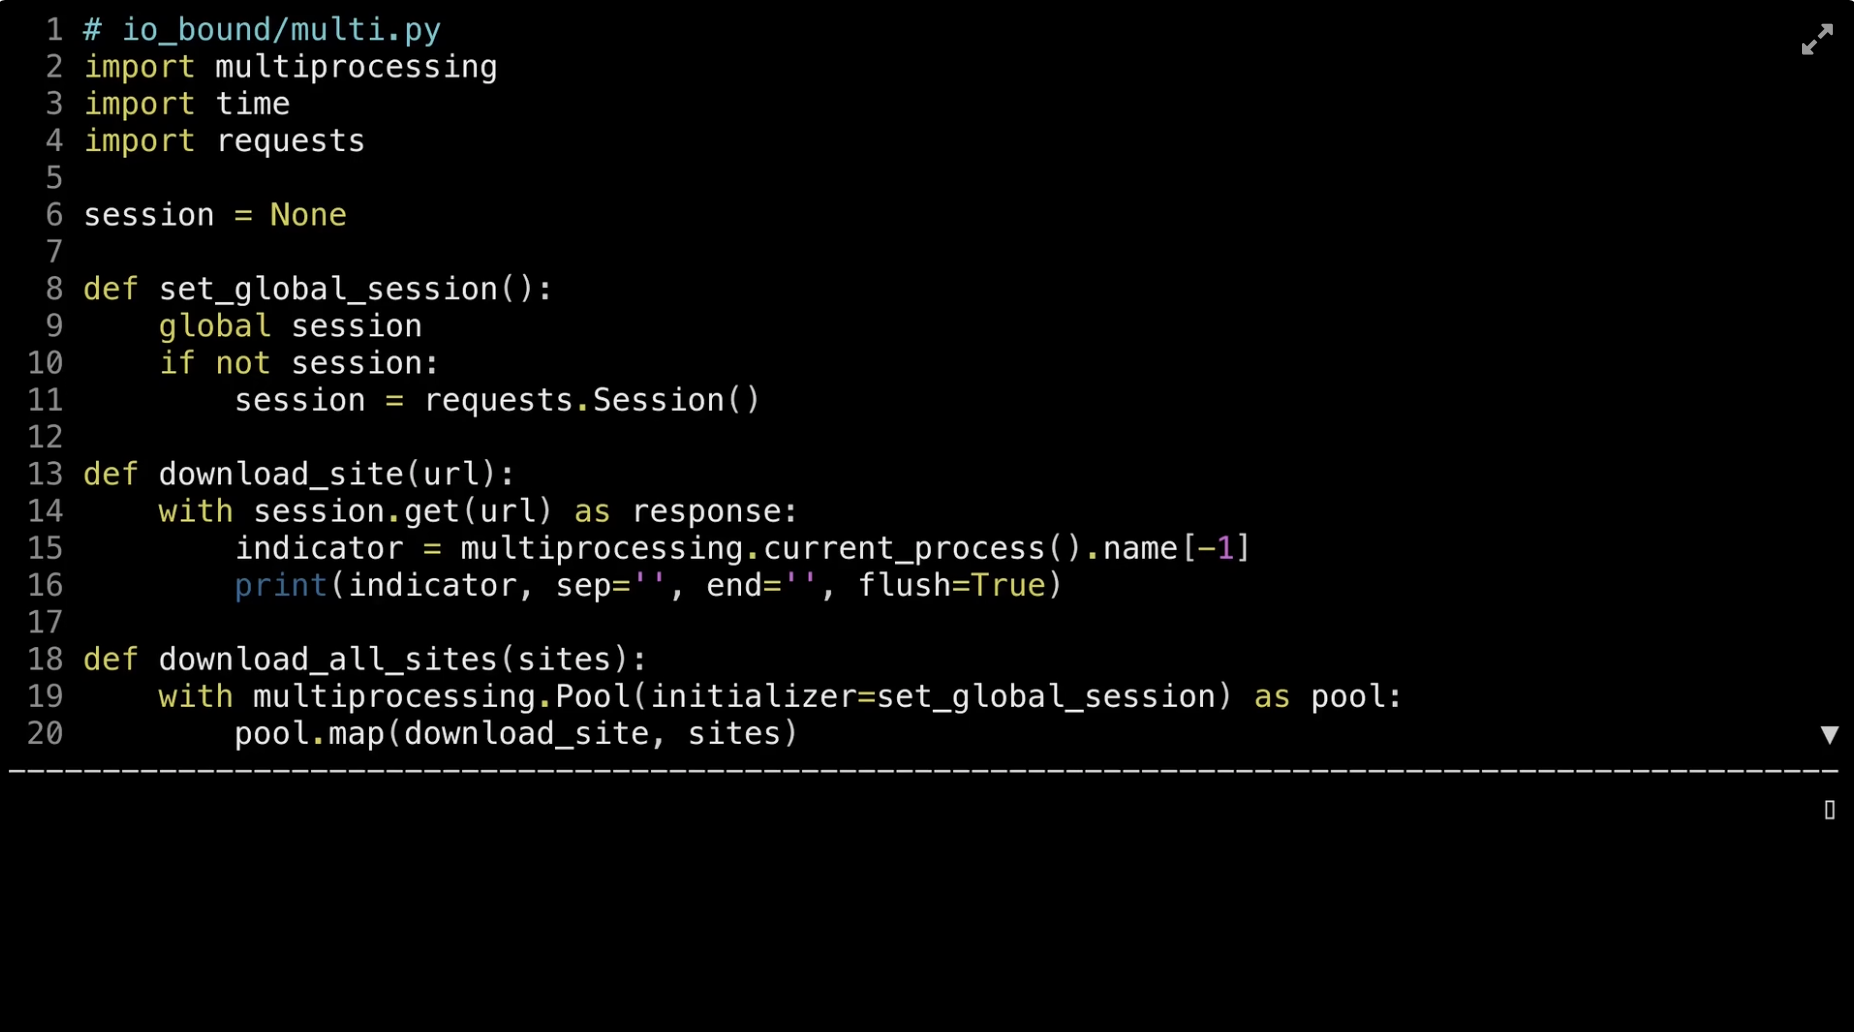 1 # io_bound/multi.py
2 import multiprocessing
3 import time
4 import requests
5
6 session = None
7
8 def set_global_session():
9     global session
10     if not session:
11         session = requests.Session()
12
13 def download_site(url):
14     with session.get(url) as response:
15         indicator = multiprocessing.current_process().name[-1]
16         print(indicator, sep='', end='', flush=True)
17
18 def download_all_sites(sites):
19     with multiprocessing.Pool(initializer=set_global_session) as pool:
20         pool.map(download_site, sites)